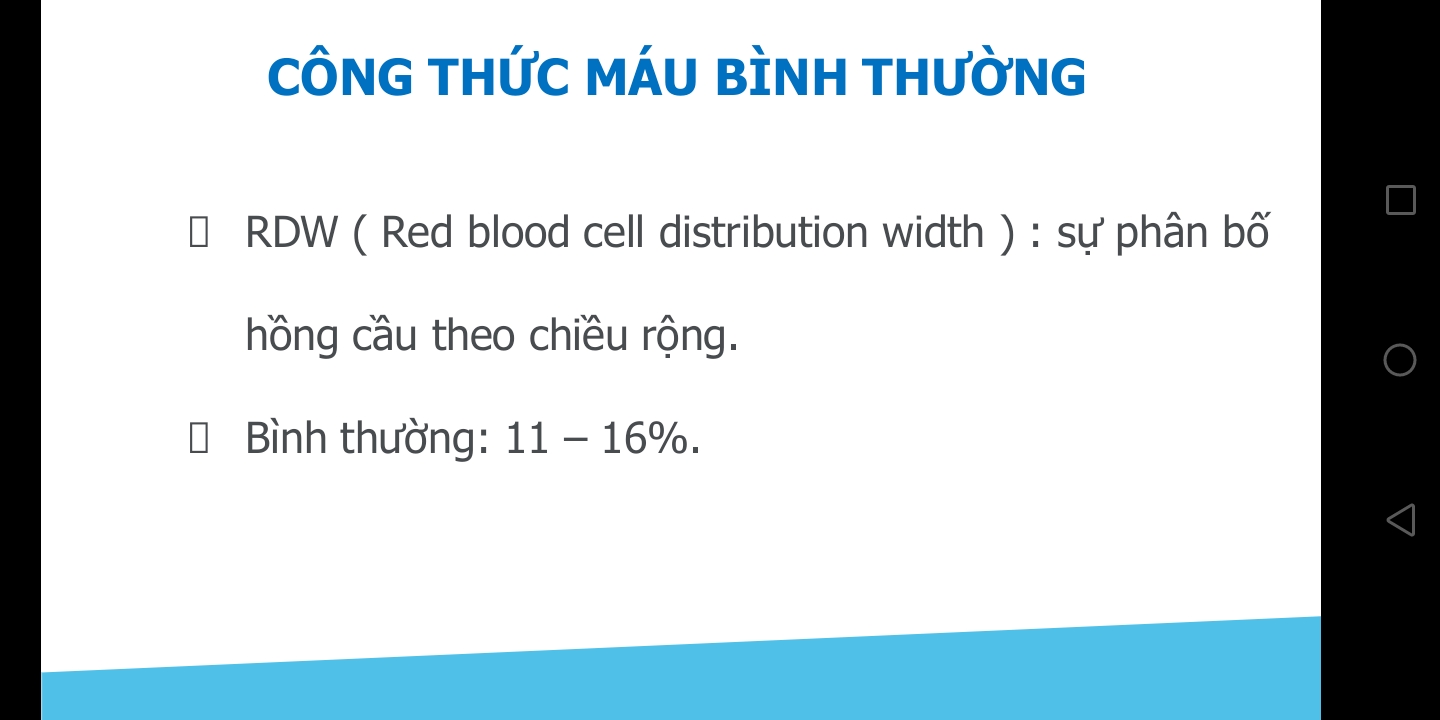 CÔNG THỨC MÁU BÌNH THƯỜNG
RDW ( Red blood cell distribution width ) : sự phân bố
hồng cầu theo chiều rộng.
Bình thường: 11 – 16%.